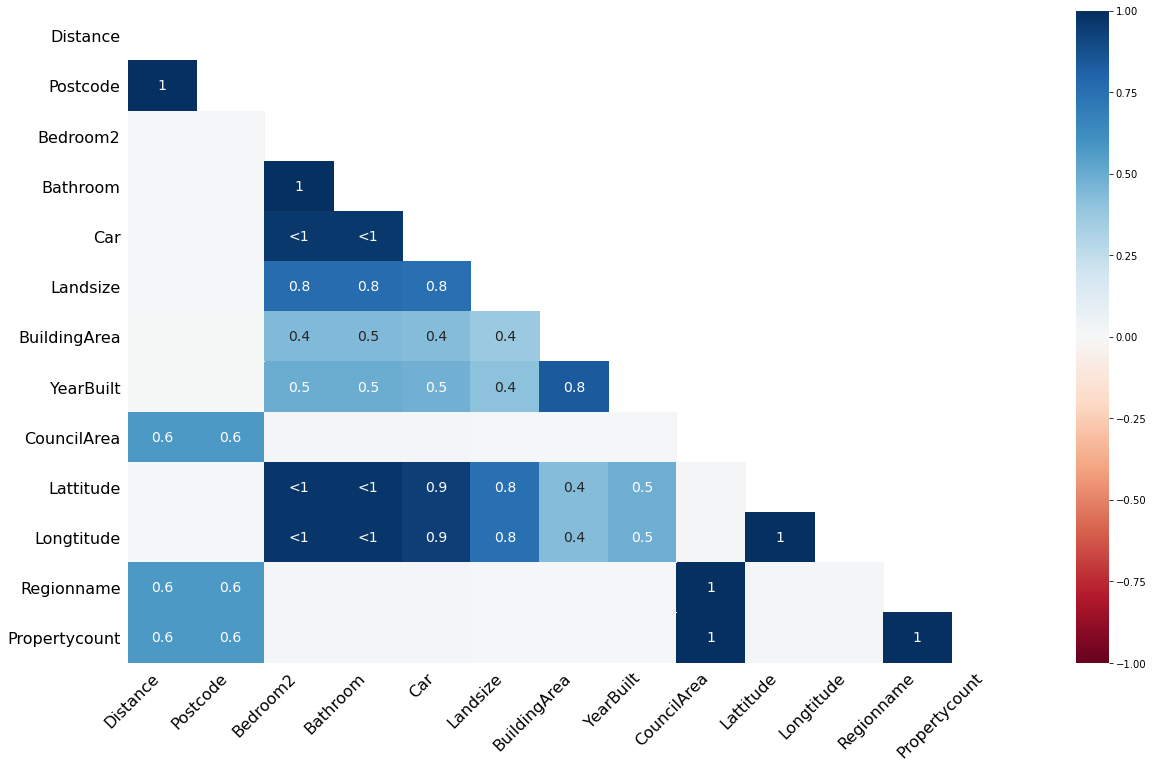 Distance
Postcode 1
Bedroom2
Bathroom 1
Car <1 <1
Landsize 0.8 0.8 0.8
BuildingArea 0.4 0.5 0.4 0.4
YearBuilt 0.5 0.5 0.5 0.4 0.8
CouncilArea 0.6 0.6
Lattitude <1 <1 0.9 0.8 0.4 0.5
Longtitude <1 <1 0.9 0.8 0.4 0.5 1
Regionname 0.6 0.6 1
Propertycount 0.6 0.6 1 1
Distance Postcode Bedroom2 Bathroom Car Landsize BuildingArea YearBuilt CouncilArea Lattitude Longtitude Regionname Propertycount
1.00
0.75
0.50
0.25
0.00
−0.25
−0.50
−0.75
−1.00